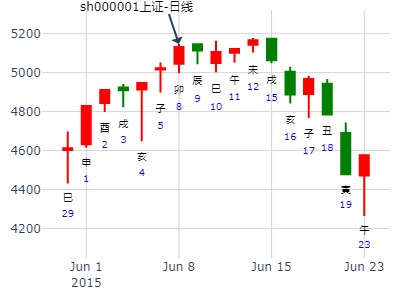 sh000001上证-日线
5200
5000
4800
4600
4400
4200
巳
29
申
1
酉
2
戌
3
亥
4
子
5
卯
8
辰
9
巳
10
午
11
未
12
戌
15
亥
16
子
17
丑
18
寅
19
午
23
Jun 1
2015
Jun 8
Jun 15
Jun 23